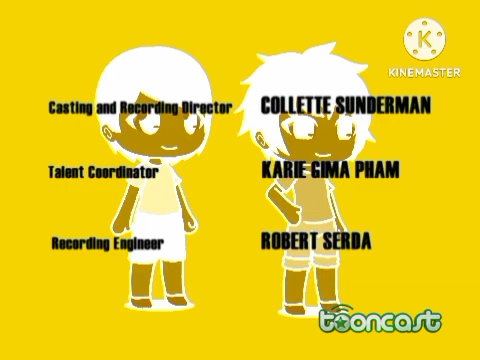 K
KINEMASTER
Casting and Recording Director COLLETTE SUNDERMAN
Talent Coordinator KARIE GIMA PHAM
Recording Engineer ROBERT SERDA
tooncast